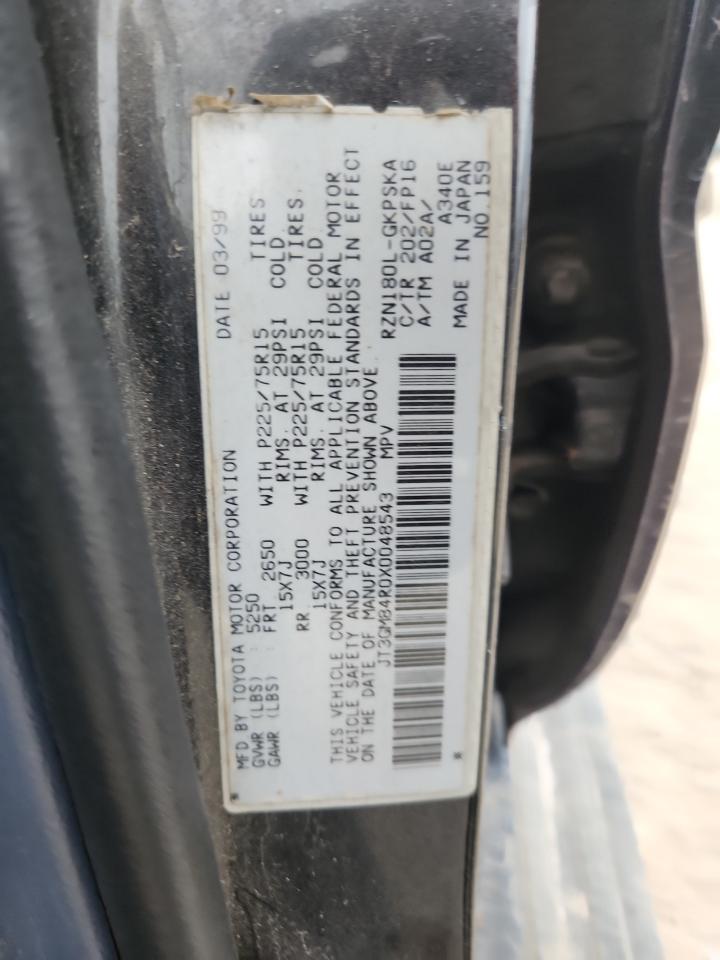 DATE 03/99
MFD BY TOYOTA MOTOR CORPORATION
GVWR (LBS) : 5250
GAWR (LBS) : FRT 2650 WITH P225/75R15 TIRES
15X7J RIMS. AT 29PSI COLD
RR. 3000 WITH P225/75R15 TIRES.
15X7J RIMS. AT 29PSI COLD
THIS VEHICLE CONFORMS TO ALL APPLICABLE FEDERAL MOTOR
VEHICLE SAFETY AND THEFT PREVENTION STANDARDS IN EFFECT
ON THE DATE OF MANUFACTURE SHOWN ABOVE.
JT3GM84R0X0048543 MPV
RZN180L-GKPSKA
C/TR 202/FP16
A/TM A02A/
A340E
MADE IN JAPAN
NO.159